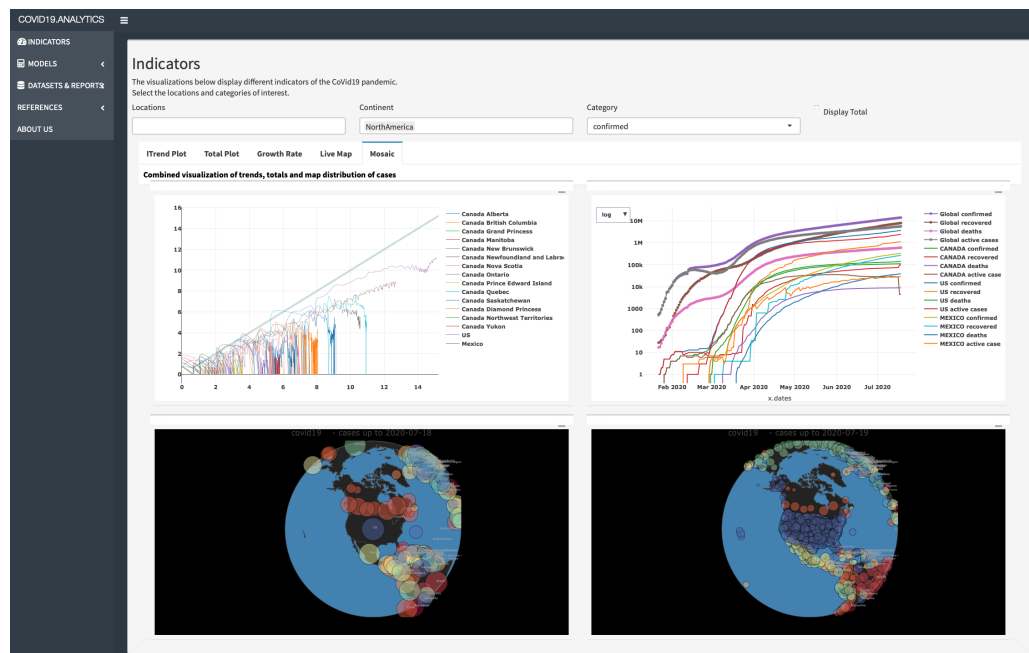 COVID19.ANALYTICS
INDICATORS
MODELS
DATASETS & REPORTS
REFERENCES
ABOUT US
Indicators
The visualizations below display different indicators of the CoVid19 pandemic.
Select the locations and categories of interest.
Locations
Continent
NorthAmerica
Category
confirmed
Display Total
ITrend Plot
Total Plot
Growth Rate
Live Map
Mosaic
Combined visualization of trends, totals and map distribution of cases
16
14
12
10
8
6
4
2
0
0 2 4 6 8 10 12 14
Canada Alberta
Canada British Columbia
Canada Grand Princess
Canada Manitoba
Canada New Brunswick
Canada Newfoundland and Labra
Canada Nova Scotia
Canada Ontario
Canada Prince Edward Island
Canada Quebec
Canada Saskatchewan
Canada Diamond Princess
Canada Northwest Territories
Canada Yukon
US
Mexico
log
10M
1M
100k
10k
1000
100
10
1
Feb 2020 Mar 2020 Apr 2020 May 2020 Jun 2020 Jul 2020
x.dates
Global confirmed
Global recovered
Global deaths
Global active cases
CANADA confirmed
CANADA recovered
CANADA deaths
CANADA active case
US confirmed
US recovered
US deaths
US active cases
MEXICO confirmed
MEXICO recovered
MEXICO deaths
MEXICO active case
covid19 - cases up to 2020-07-18
covid19 - cases up to 2020-07-19